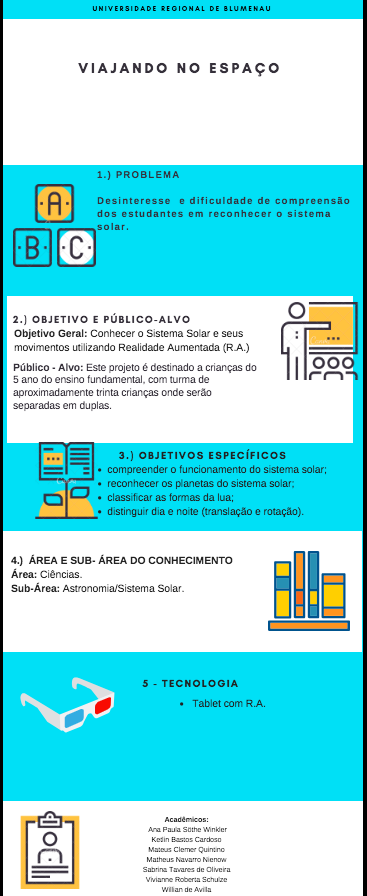 UNIVERSIDADE REGIONAL DE BLUMENAU
VIAJANDO NO ESPAÇO
1.) PROBLEMA
Desinteresse e dificuldade de compreensão
dos estudantes em reconhecer o sistema
solar.
A
B C
2.) OBJETIVO E PÚBLICO-ALVO
Objetivo Geral: Conhecer o Sistema Solar e seus
movimentos utilizando Realidade Aumentada (R.A.)
Público - Alvo: Este projeto é destinado a crianças do
5 ano do ensino fundamental, com turma de
aproximadamente trinta crianças onde serão
separadas em duplas.
3.) OBJETIVOS ESPECÍFICOS
• compreender o funcionamento do sistema solar;
• reconhecer os planetas do sistema solar;
• classificar as formas da lua;
• distinguir dia e noite (translação e rotação).
4.) ÁREA E SUB- ÁREA DO CONHECIMENTO
Área: Ciências.
Sub-Área: Astronomia/Sistema Solar.
5 - TECNOLOGIA
• Tablet com R.A.
Acadêmicos:
Ana Paula Söthe Winkler
Ketlin Bastos Cardoso
Mateus Clemer Quintino
Matheus Navarro Nienow
Sabrina Tavares de Oliveira
Vivianne Roberta Schulze
Willian de Avilla